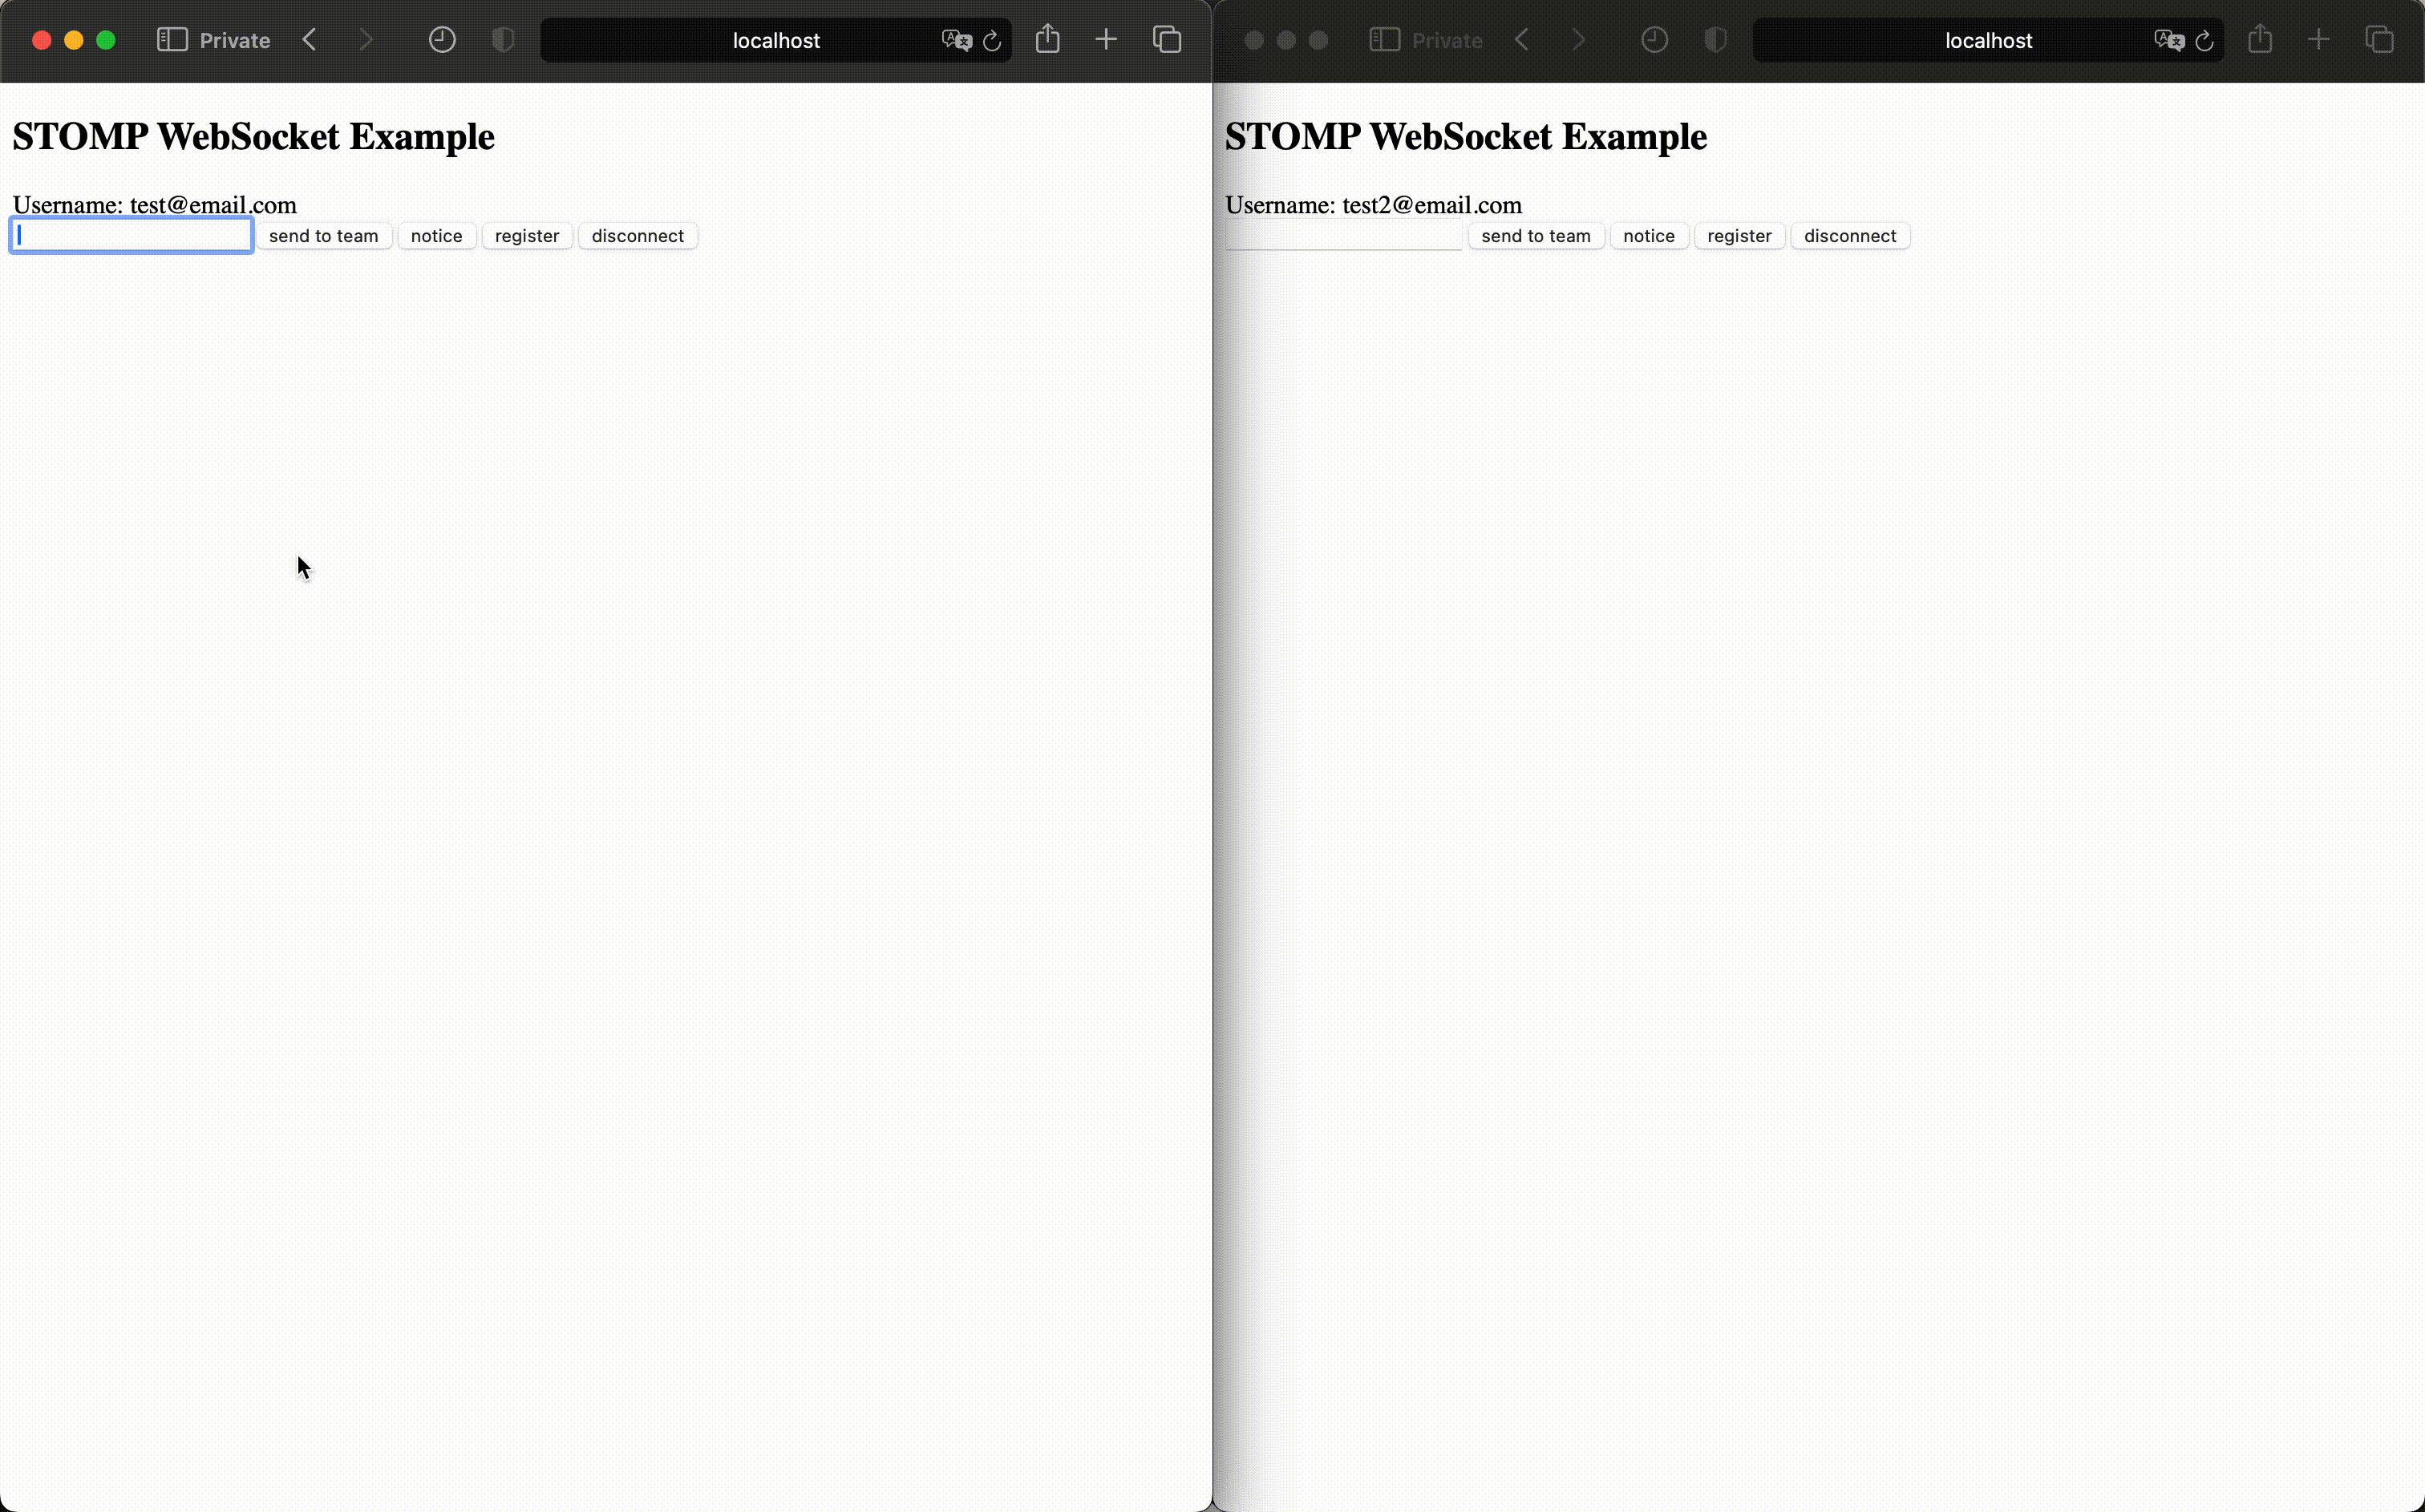 Private
localhost
STOMP WebSocket Example
Username: test@email.com
send to team notice register disconnect
Private
localhost
STOMP WebSocket Example
Username: test2@email.com
send to team notice register disconnect